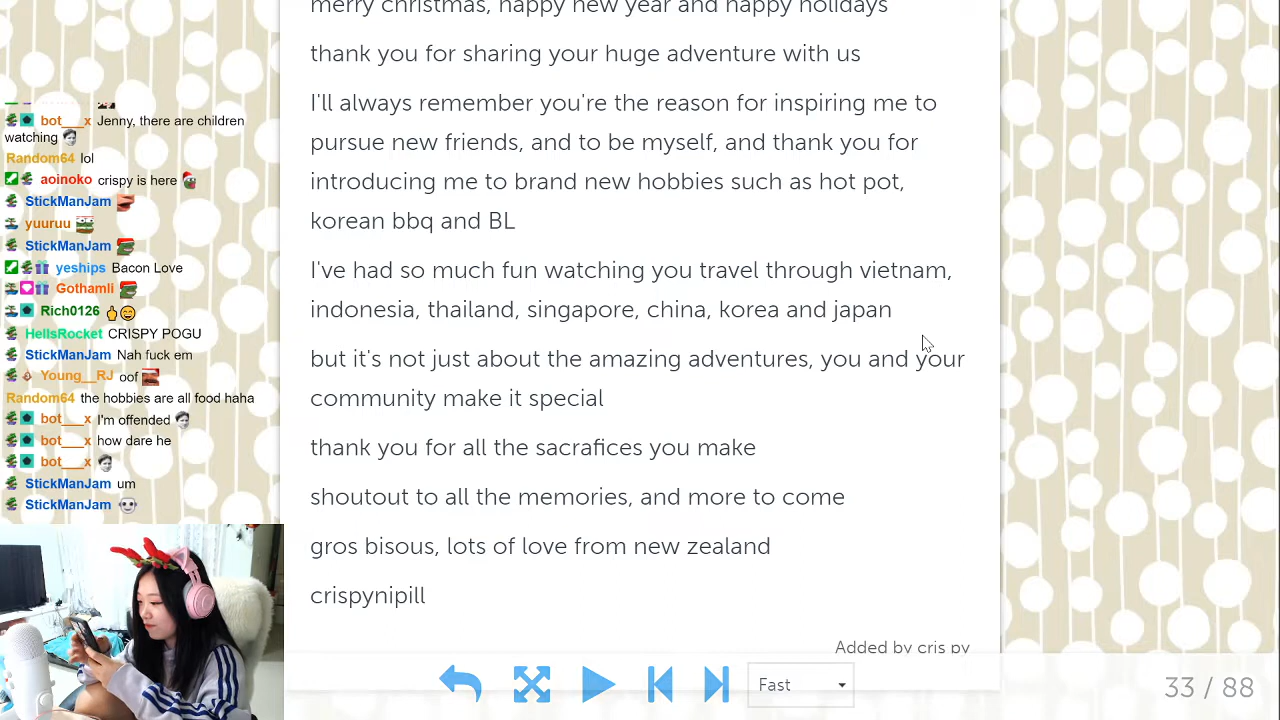 merry christmas, happy new year and happy holidays
thank you for sharing your huge adventure with us
I'll always remember you're the reason for inspiring me to
pursue new friends, and to be myself, and thank you for
introducing me to brand new hobbies such as hot pot,
korean bbq and BL
I've had so much fun watching you travel through vietnam,
indonesia, thailand, singapore, china, korea and japan
but it's not just about the amazing adventures, you and your
community make it special
thank you for all the sacrafices you make
shoutout to all the memories, and more to come
gros bisous, lots of love from new zealand
crispynipill
Added by cris py
Fast
33 / 88
bot___x Jenny, there are children
watching
Random64 lol
aoinoko crispy is here
StickManJam
yuuruu
StickManJam
yeships Bacon Love
Gothamli
Rich0126
HellsRocket CRISPY POGU
StickManJam Nah fuck em
Young__RJ oof
Random64 the hobbies are all food haha
bot___x I'm offended
bot___x how dare he
bot___x
StickManJam um
StickManJam